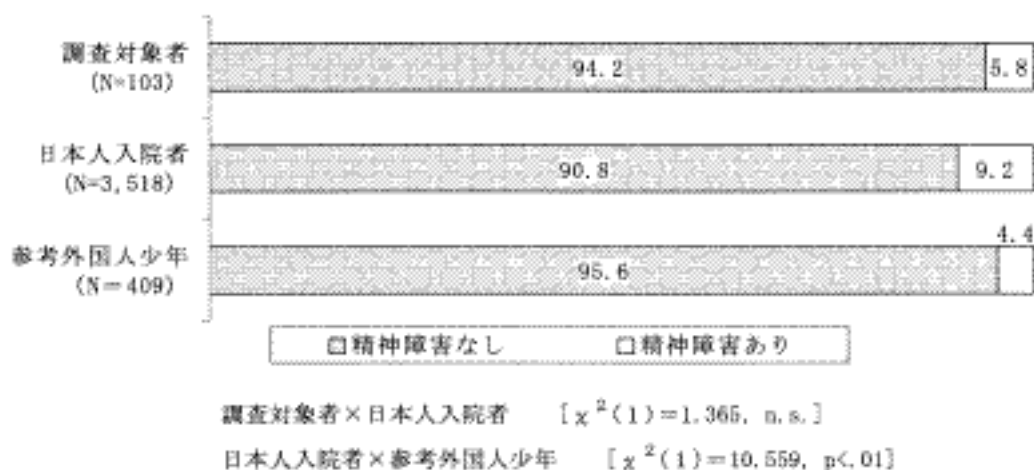 調査対象者
(N=103)
94.2
5.8
日本人入院者
(N=3,518)
90.8
9.2
参考外国人少年
(N=409)
95.6
4.4
精神障害なし 精神障害あり
調査対象者×日本人入院者 [χ²(1)=1.365, n.s.]
日本人入院者×参考外国人少年 [χ²(1)=10.559, p<.01]